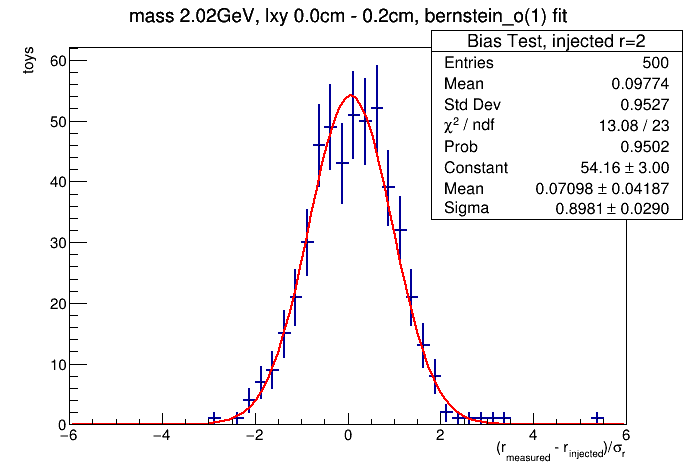 mass 2.02GeV, lxy 0.0cm - 0.2cm, bernstein_o(1) fit
Bias Test, injected r=2
Entries 500
Mean 0.09774
Std Dev 0.9527
χ² / ndf 13.08 / 23
Prob 0.9502
Constant 54.16 ± 3.00
Mean 0.07098 ± 0.04187
Sigma 0.8981 ± 0.0290
toys
60
50
40
30
20
10
0
−6 −4 −2 0 2 4 6
(r_measured - r_injected)/σ_r